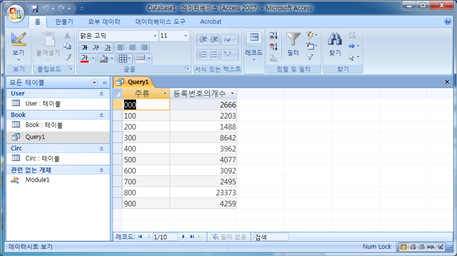 Database1 : 데이터베이스 (Access 2007) - Microsoft Access
홈 만들기 외부 데이터 데이터베이스 도구 Acrobat
보기 붙여넣기 맑은 고딕 11 레코드 필터 찾기
보기 클립보드 글꼴 서식 있는 텍스트 정렬 및 필터 찾기
모든 테이블
User
User : 테이블
Book
Book : 테이블
Query1
Circ
Circ : 테이블
관련 없는 개체
Module1
Query1
주류 등록번호의개수
000 2666
100 2203
200 1488
300 8642
400 3962
500 4077
600 3092
700 2495
800 23373
900 4259
레코드: 1/10 필터 없음 검색
데이터시트 보기 Num Lock